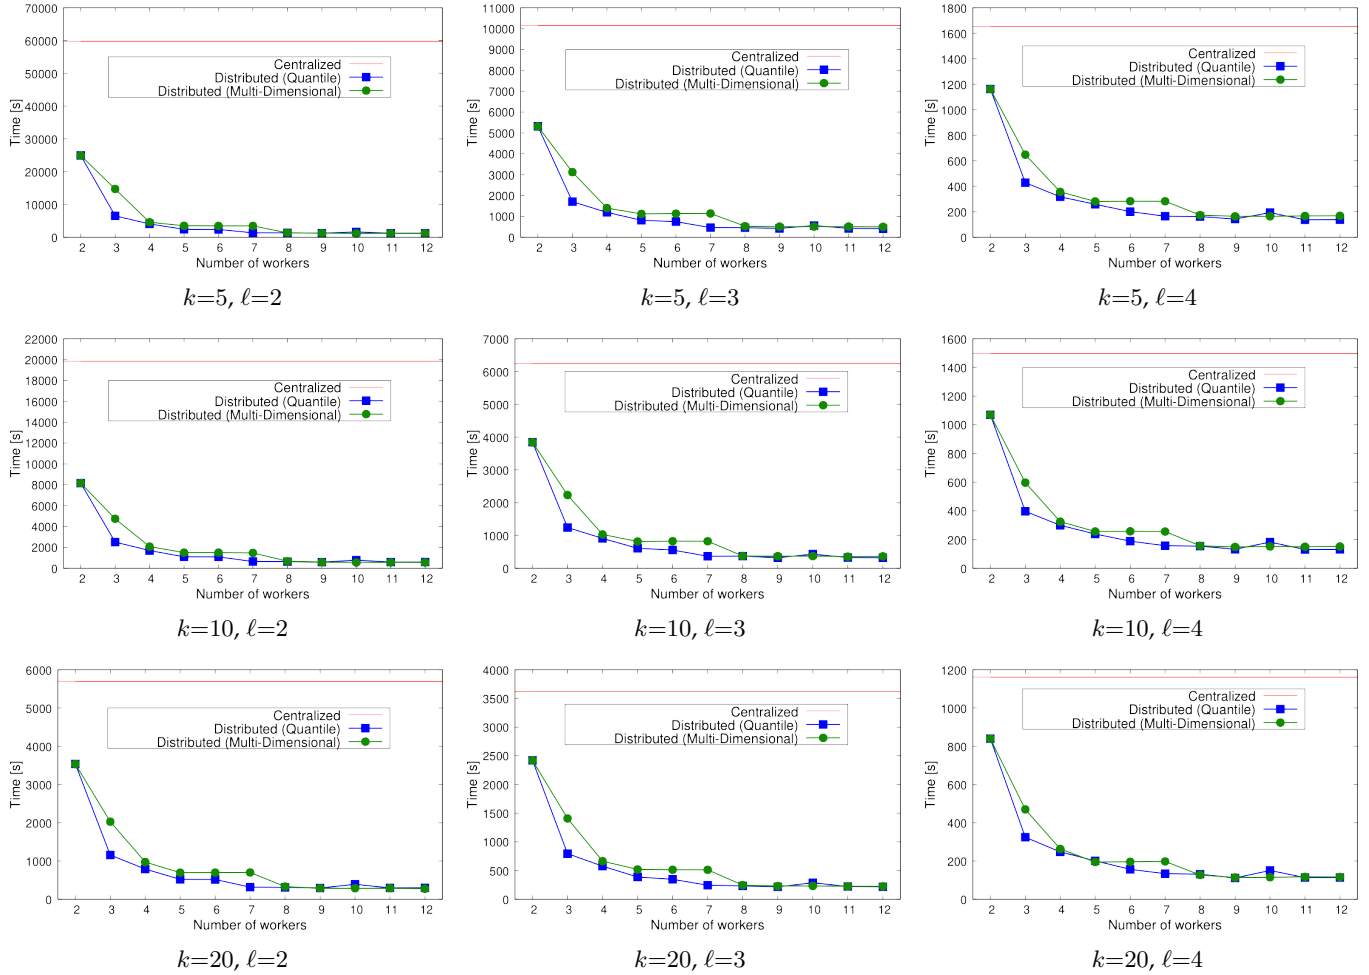 70000
60000
50000
40000
30000
20000
10000
0
Time [s]
Centralized
Distributed (Quantile)
Distributed (Multi-Dimensional)
2 3 4 5 6 7 8 9 10 11 12
Number of workers
k=5, ℓ=2
11000
10000
9000
8000
7000
6000
5000
4000
3000
2000
1000
0
Time [s]
Centralized
Distributed (Quantile)
Distributed (Multi-Dimensional)
2 3 4 5 6 7 8 9 10 11 12
Number of workers
k=5, ℓ=3
1800
1600
1400
1200
1000
800
600
400
200
0
Time [s]
Centralized
Distributed (Quantile)
Distributed (Multi-Dimensional)
2 3 4 5 6 7 8 9 10 11 12
Number of workers
k=5, ℓ=4
22000
20000
18000
16000
14000
12000
10000
8000
6000
4000
2000
0
Time [s]
Centralized
Distributed (Quantile)
Distributed (Multi-Dimensional)
2 3 4 5 6 7 8 9 10 11 12
Number of workers
k=10, ℓ=2
7000
6000
5000
4000
3000
2000
1000
0
Time [s]
Centralized
Distributed (Quantile)
Distributed (Multi-Dimensional)
2 3 4 5 6 7 8 9 10 11 12
Number of workers
k=10, ℓ=3
1600
1400
1200
1000
800
600
400
200
0
Time [s]
Centralized
Distributed (Quantile)
Distributed (Multi-Dimensional)
2 3 4 5 6 7 8 9 10 11 12
Number of workers
k=10, ℓ=4
6000
5000
4000
3000
2000
1000
0
Time [s]
Centralized
Distributed (Quantile)
Distributed (Multi-Dimensional)
2 3 4 5 6 7 8 9 10 11 12
Number of workers
k=20, ℓ=2
4000
3500
3000
2500
2000
1500
1000
500
0
Time [s]
Centralized
Distributed (Quantile)
Distributed (Multi-Dimensional)
2 3 4 5 6 7 8 9 10 11 12
Number of workers
k=20, ℓ=3
1200
1000
800
600
400
200
0
Time [s]
Centralized
Distributed (Quantile)
Distributed (Multi-Dimensional)
2 3 4 5 6 7 8 9 10 11 12
Number of workers
k=20, ℓ=4